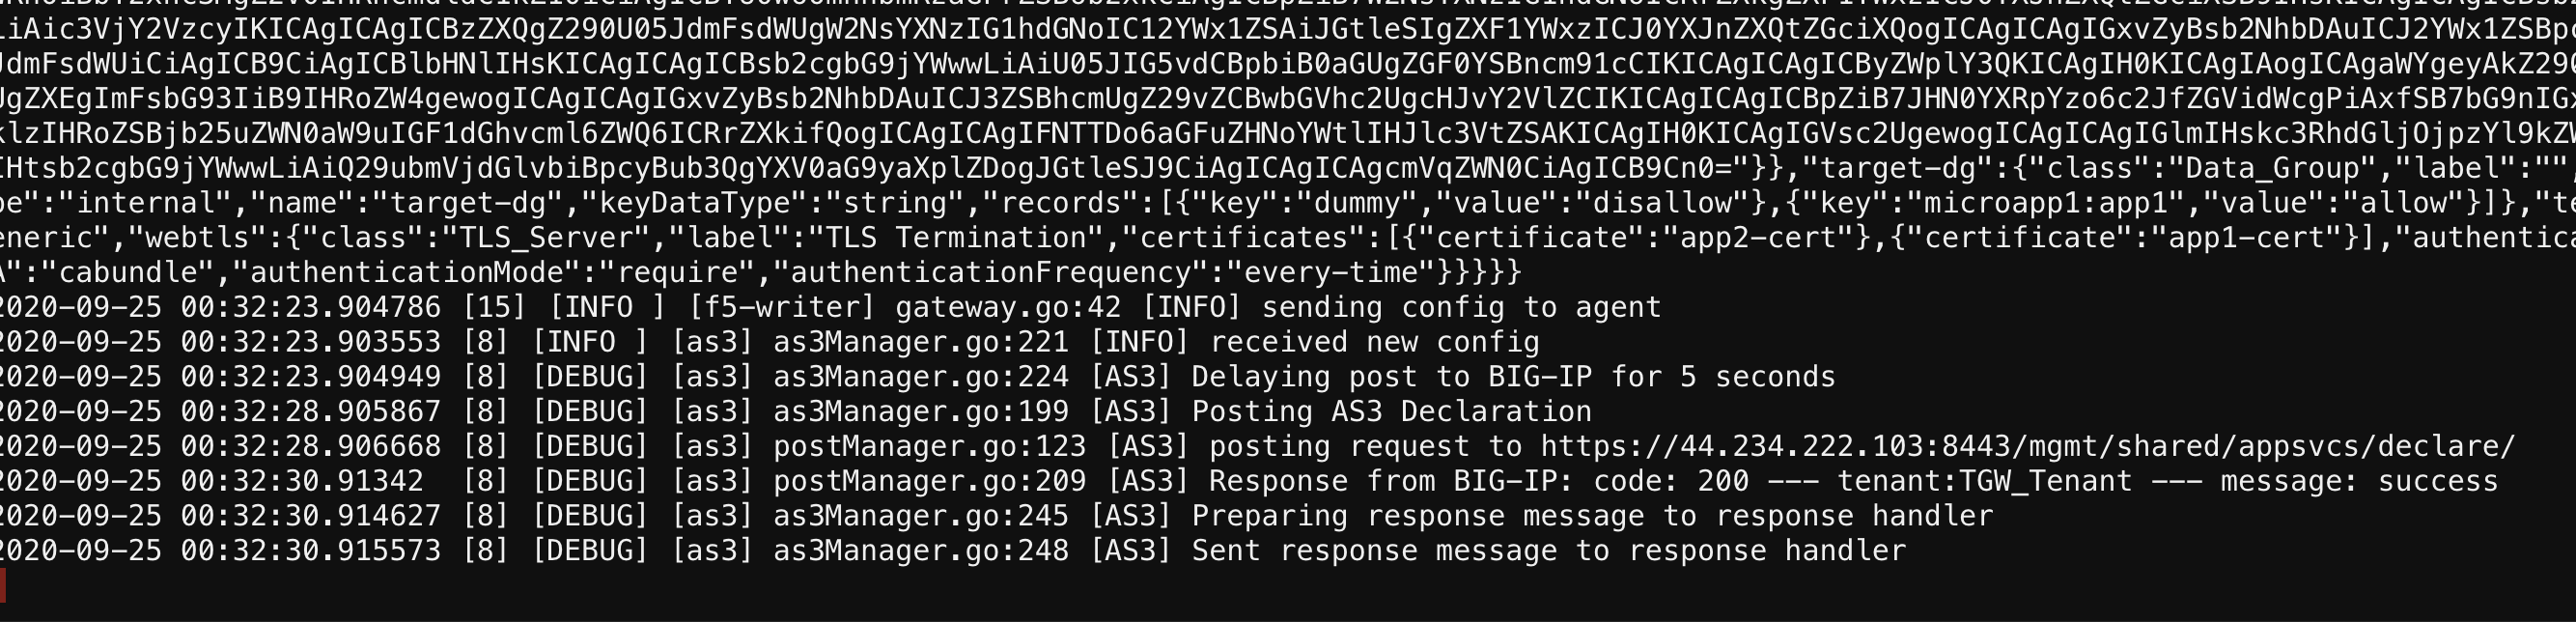 iAic3VjY2VzcyIKICAgICAgICBzZXQgZ290U05JdmFsdWUgW2NsYXNzIG1hdGNoIC12YWx1ZSAiJGtleSIgZXF1YWxzICJ0YXJnZXQtZGciXQogICAgICAgIGxvZyBsb2NhbDAuICJ2YWx1ZSBpc
JdmFsdWUiCiAgICB9CiAgICBlbHNlIHsKICAgICAgICBsb2cgbG9jYWwwLiAiU05JIG5vdCBpbiB0aGUgZGF0YSBncm91cCIKICAgICAgICByZWplY3QKICAgIH0KICAgIAogICAgaWYgeyAkZ290
UgZXEgImFsbG93IiB9IHRoZW4gewogICAgICAgIGxvZyBsb2NhbDAuICJ3ZSBhcmUgZ29vZCBwbGVhc2UgcHJvY2VlZCIKICAgICAgICBpZiB7JHN0YXRpYzo6c2JfZGVidWcgPiAxfSB7bG9nIGx
klzIHRoZSBjb25uZWN0aW9uIGF1dGhvcml6ZWQ6ICRrZXkifQogICAgICAgIFNTTDo6aGFuZHNoYWtlIHJlc3VtZSAKICAgIH0KICAgIGVsc2UgewogICAgICAgIGlmIHskc3RhdGljOjpzYl9kZW
IHtsb2cgbG9jYWwwLiAiQ29ubmVjdGlvbiBpcyBub3QgYXV0aG9yaXplZDogJGtleSJ9CiAgICAgICAgcmVqZWN0CiAgICB9Cn0="}},"target-dg":{"class":"Data_Group","label":"",
pe":"internal","name":"target-dg","keyDataType":"string","records":[{"key":"dummy","value":"disallow"},{"key":"microapp1:app1","value":"allow"}]},"te
eneric","webtls":{"class":"TLS_Server","label":"TLS Termination","certificates":[{"certificate":"app2-cert"},{"certificate":"app1-cert"}],"authentica
A":"cabundle","authenticationMode":"require","authenticationFrequency":"every-time"}}}}}
2020-09-25 00:32:23.904786 [15] [INFO ] [f5-writer] gateway.go:42 [INFO] sending config to agent
2020-09-25 00:32:23.903553 [8] [INFO ] [as3] as3Manager.go:221 [INFO] received new config
2020-09-25 00:32:23.904949 [8] [DEBUG] [as3] as3Manager.go:224 [AS3] Delaying post to BIG-IP for 5 seconds
2020-09-25 00:32:28.905867 [8] [DEBUG] [as3] as3Manager.go:199 [AS3] Posting AS3 Declaration
2020-09-25 00:32:28.906668 [8] [DEBUG] [as3] postManager.go:123 [AS3] posting request to https://44.234.222.103:8443/mgmt/shared/appsvcs/declare/
2020-09-25 00:32:30.91342  [8] [DEBUG] [as3] postManager.go:209 [AS3] Response from BIG-IP: code: 200 --- tenant:TGW_Tenant --- message: success
2020-09-25 00:32:30.914627 [8] [DEBUG] [as3] as3Manager.go:245 [AS3] Preparing response message to response handler
2020-09-25 00:32:30.915573 [8] [DEBUG] [as3] as3Manager.go:248 [AS3] Sent response message to response handler